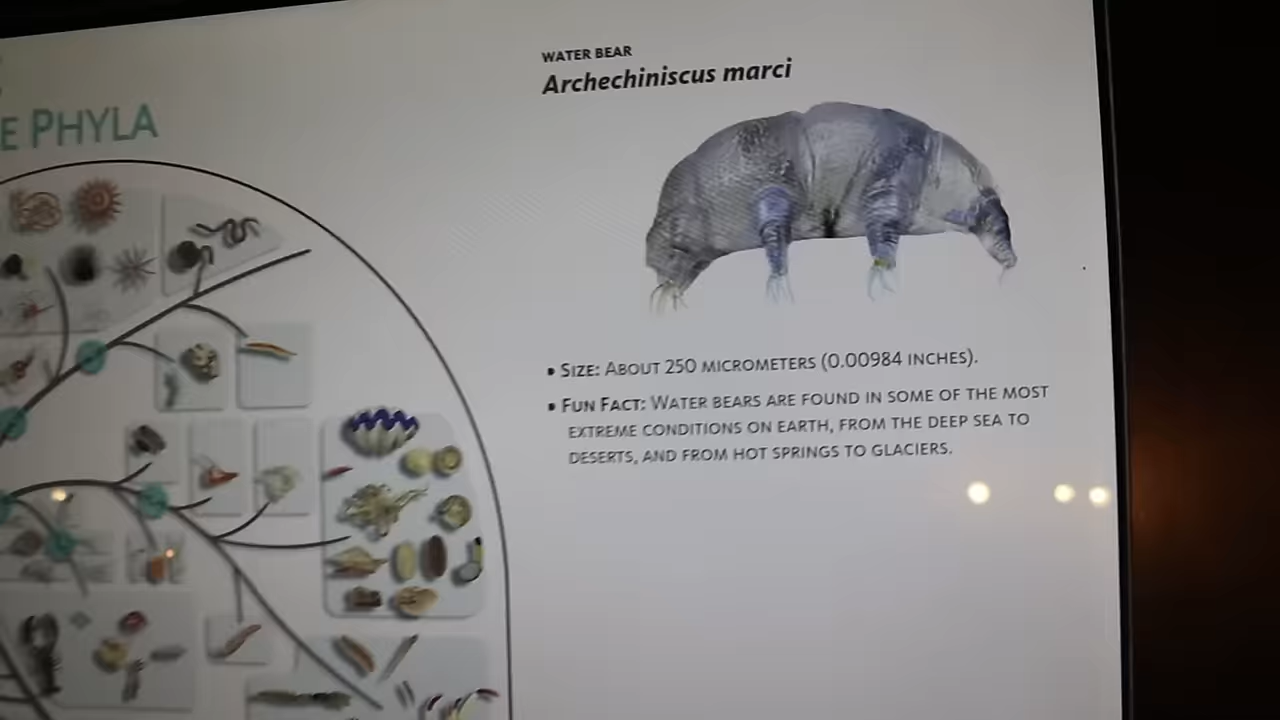 WATER BEAR
Archechiniscus marci
E PHYLA
• SIZE: ABOUT 250 MICROMETERS (0.00984 INCHES).
• FUN FACT: WATER BEARS ARE FOUND IN SOME OF THE MOST
EXTREME CONDITIONS ON EARTH, FROM THE DEEP SEA TO
DESERTS, AND FROM HOT SPRINGS TO GLACIERS.